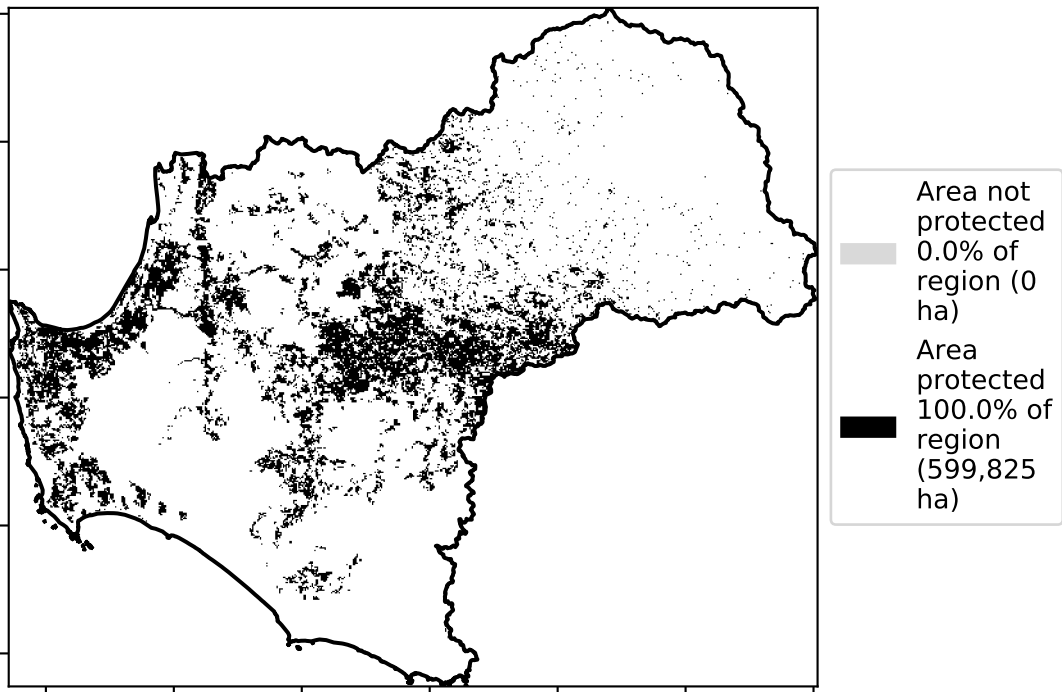 Area not
protected
0.0% of
region (0
ha)
Area
protected
100.0% of
region
(599,825
ha)